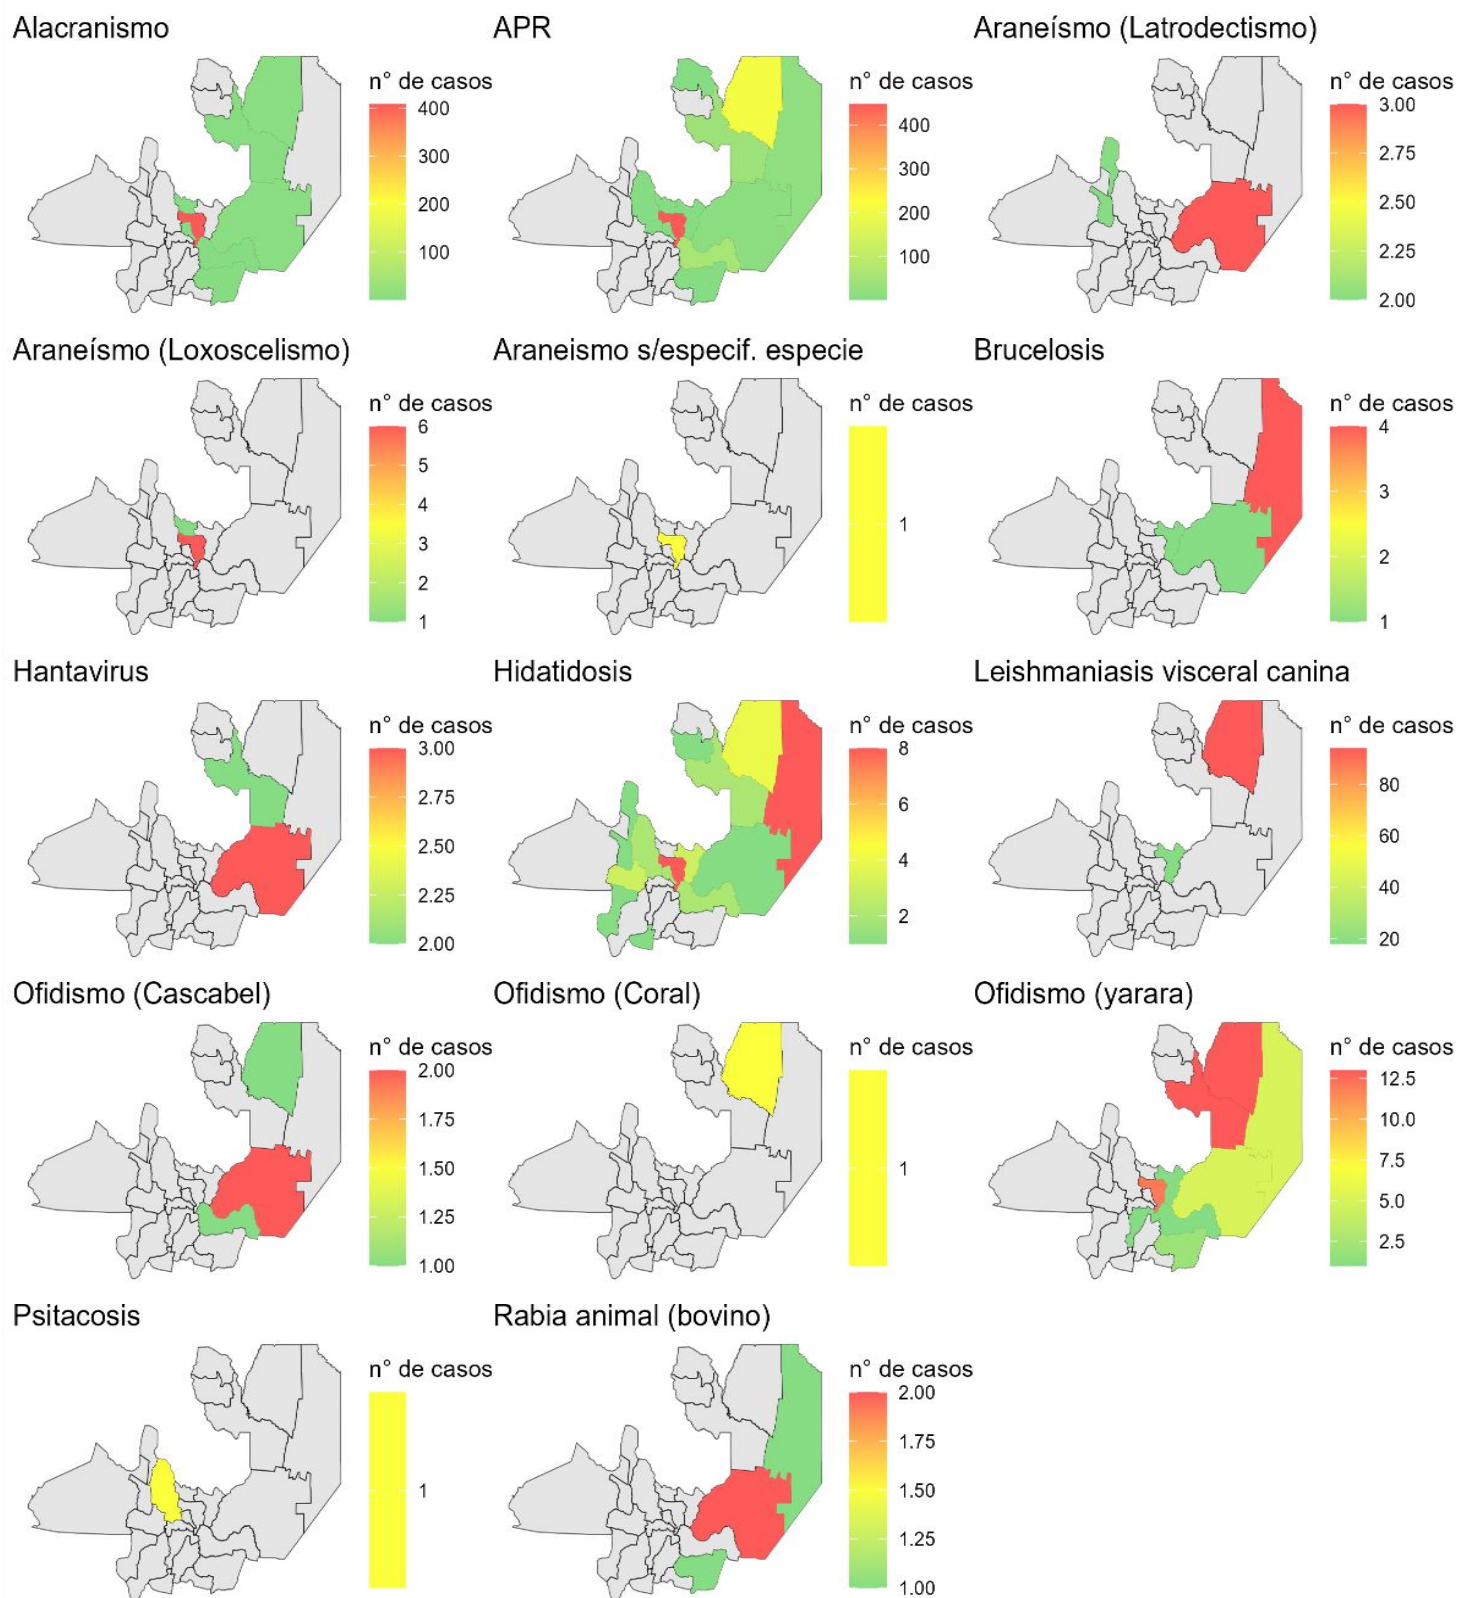 Alacranismo
n° de casos
400
300
200
100
APR
n° de casos
400
300
200
100
Araneísmo (Latrodectismo)
n° de casos
3.00
2.75
2.50
2.25
2.00
Araneísmo (Loxoscelismo)
n° de casos
6
5
4
3
2
1
Araneismo s/especif. especie
n° de casos
1
Brucelosis
n° de casos
4
3
2
1
Hantavirus
n° de casos
3.00
2.75
2.50
2.25
2.00
Hidatidosis
n° de casos
8
6
4
2
Leishmaniasis visceral canina
n° de casos
80
60
40
20
Ofidismo (Cascabel)
n° de casos
2.00
1.75
1.50
1.25
1.00
Ofidismo (Coral)
n° de casos
1
Ofidismo (yarara)
n° de casos
12.5
10.0
7.5
5.0
2.5
Psitacosis
n° de casos
1
Rabia animal (bovino)
n° de casos
2.00
1.75
1.50
1.25
1.00